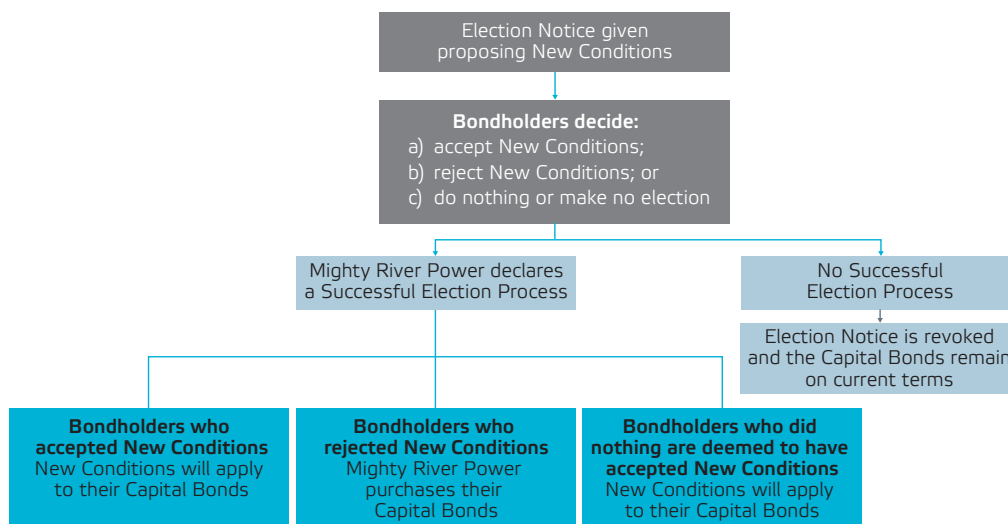 Election Notice given
proposing New Conditions
Bondholders decide:
a) accept New Conditions;
b) reject New Conditions; or
c) do nothing or make no election
Mighty River Power declares
a Successful Election Process
No Successful
Election Process
Election Notice is revoked
and the Capital Bonds remain
on current terms
Bondholders who
accepted New Conditions
New Conditions will apply
to their Capital Bonds
Bondholders who
rejected New Conditions
Mighty River Power
purchases their
Capital Bonds
Bondholders who did
nothing are deemed to have
accepted New Conditions
New Conditions will apply
to their Capital Bonds